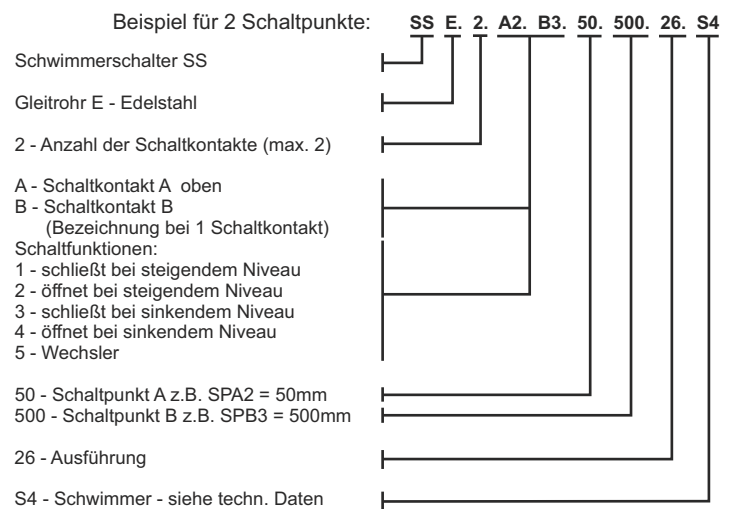 Beispiel für 2 Schaltpunkte: SS E. 2. A2. B3. 50. 500. 26. S4
Schwimmerschalter SS
Gleitrohr E - Edelstahl
2 - Anzahl der Schaltkontakte (max. 2)
A - Schaltkontakt A oben
B - Schaltkontakt B
(Bezeichnung bei 1 Schaltkontakt)
Schaltfunktionen:
1 - schließt bei steigendem Niveau
2 - öffnet bei steigendem Niveau
3 - schließt bei sinkendem Niveau
4 - öffnet bei sinkendem Niveau
5 - Wechsler
50 - Schaltpunkt A z.B. SPA2 = 50mm
500 - Schaltpunkt B z.B. SPB3 = 500mm
26 - Ausführung
S4 - Schwimmer - siehe techn. Daten